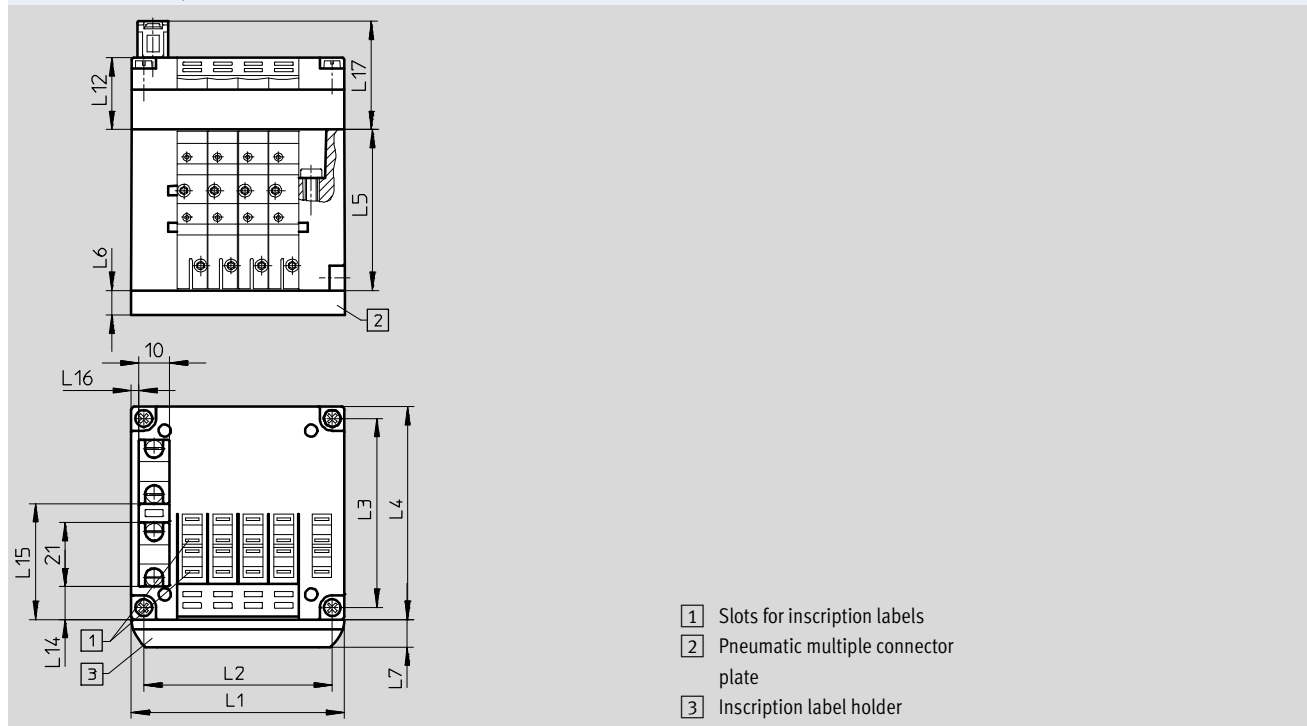 L12
L17
L5
L6
2
10
L16
L3
L4
L15
21
L14
1
3
L7
L2
L1
1 Slots for inscription labels
2 Pneumatic multiple connector
plate
3 Inscription label holder